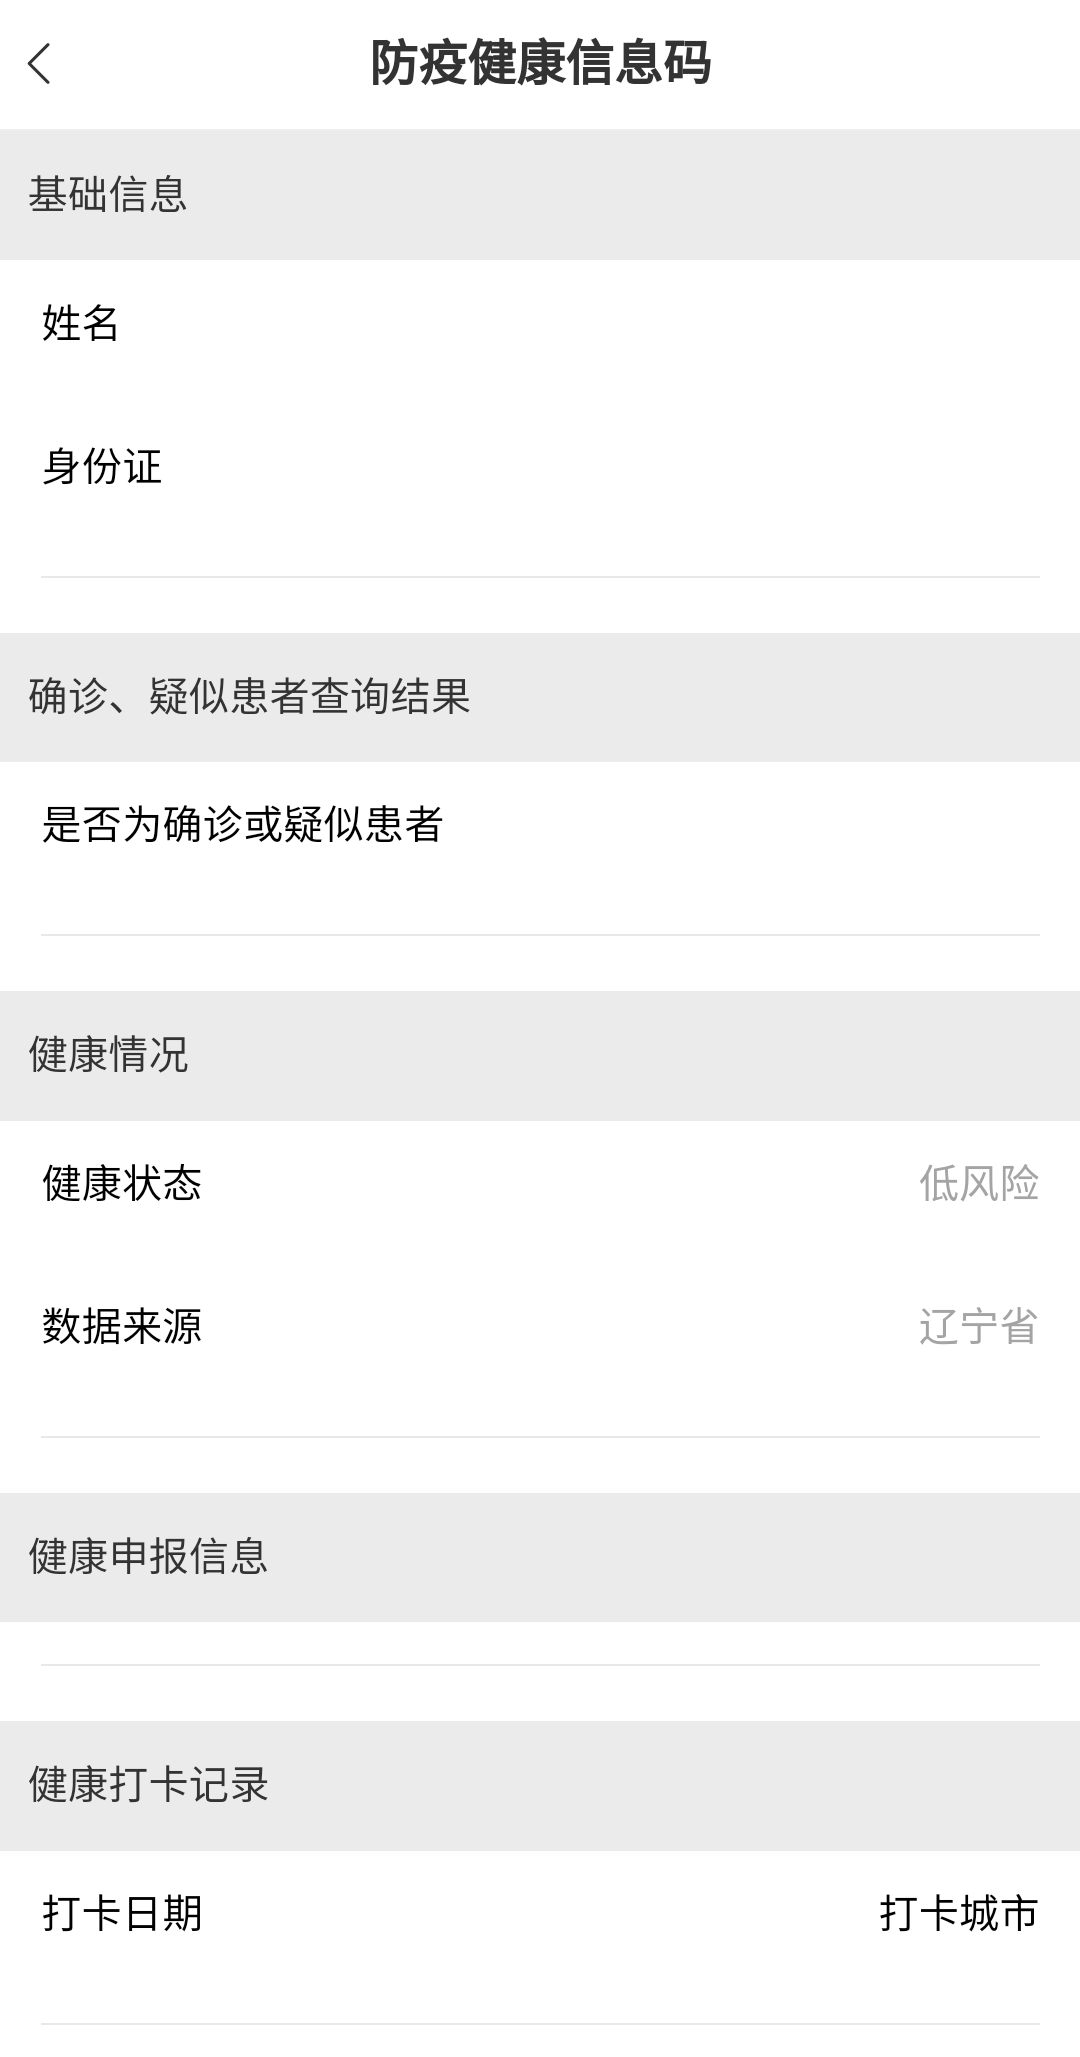 防疫健康信息码
基础信息
姓名
身份证
确诊、疑似患者查询结果
是否为确诊或疑似患者
健康情况
健康状态 低风险
数据来源 辽宁省
健康申报信息
健康打卡记录
打卡日期 打卡城市